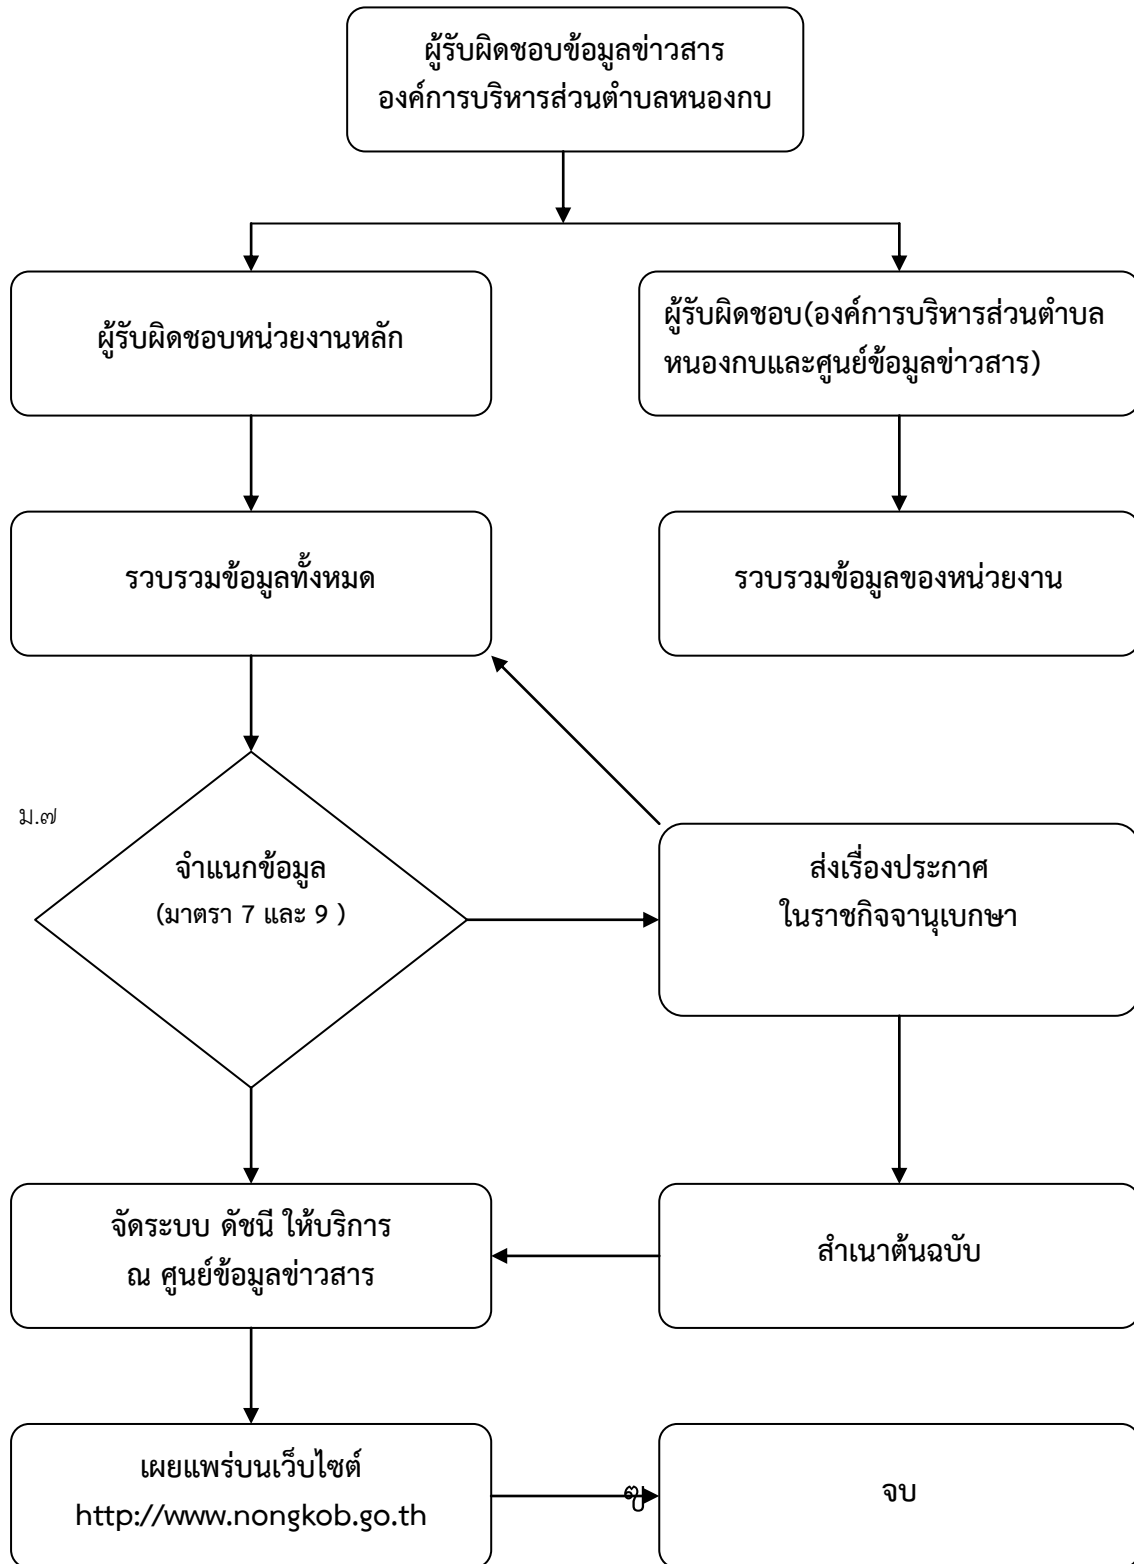 ผู้รับผิดชอบข้อมูลข่าวสาร
องค์การบริหารส่วนตำบลหนองกบ
ผู้รับผิดชอบหน่วยงานหลัก
ผู้รับผิดชอบ(องค์การบริหารส่วนตำบล
หนองกบและศูนย์ข้อมูลข่าวสาร)
รวบรวมข้อมูลทั้งหมด
รวบรวมข้อมูลของหน่วยงาน
ม.๗
จำแนกข้อมูล
(มาตรา 7 และ 9 )
ส่งเรื่องประกาศ
ในราชกิจจานุเบกษา
จัดระบบ ดัชนี ให้บริการ
ณ ศูนย์ข้อมูลข่าวสาร
สำเนาต้นฉบับ
เผยแพร่บนเว็บไซต์
http://www.nongkob.go.th
จบ